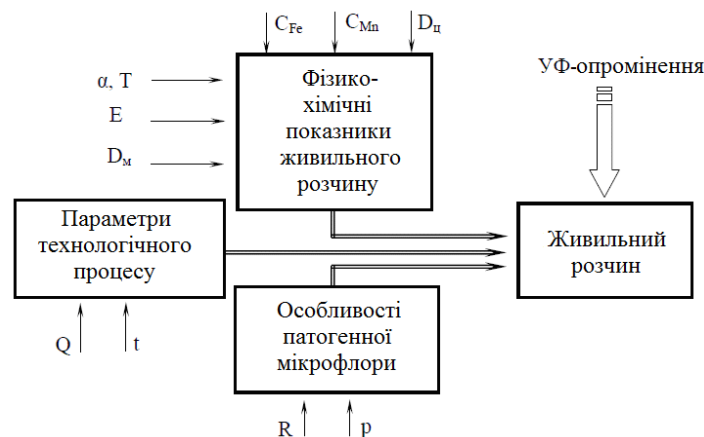 C_Fe C_Mn D_ц
Фізико-
хімічні
показники
живильного
розчину
α, T
E
D_м
УФ-опромінення
Параметри
технологічного
процесу
Живильний
розчин
Особливості
патогенної
мікрофлори
Q t
R p